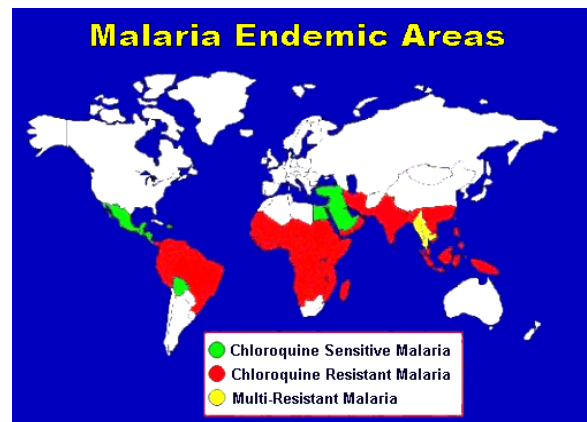 Malaria Endemic Areas
Chloroquine Sensitive Malaria
Chloroquine Resistant Malaria
Multi-Resistant Malaria